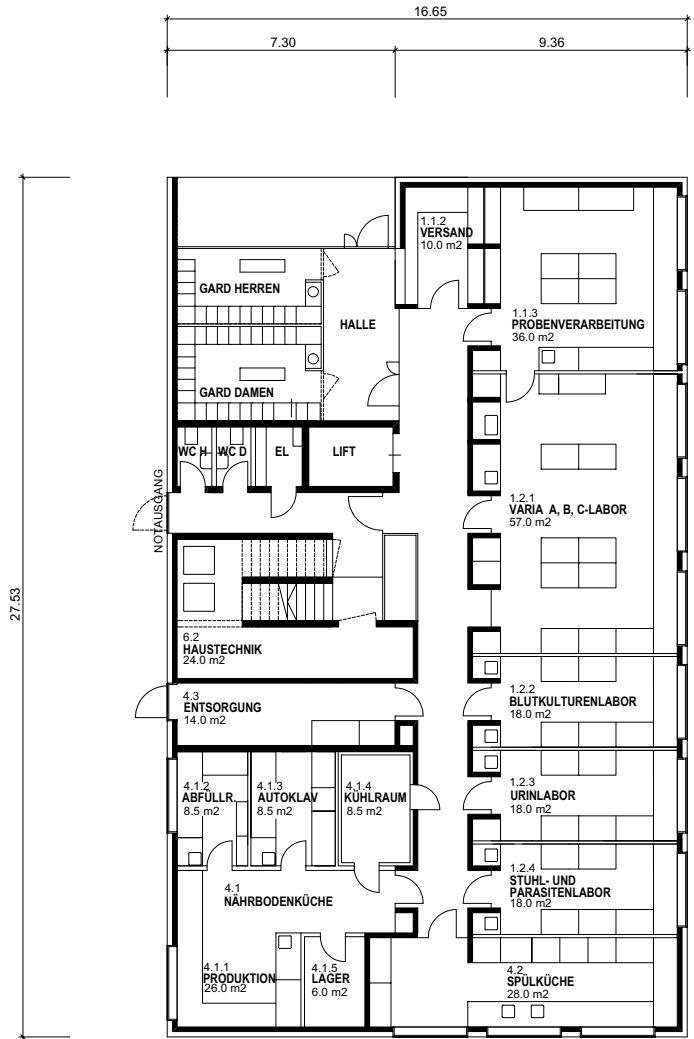 16.65
7.30
9.36
27.53
1.1.2
VERSAND
10.0 m2
1.1.3
PROBENVERARBEITUNG
36.0 m2
GARD HERREN
HALLE
GARD DAMEN
WC H
WC D
EL
LIFT
NOTAUSGANG
1.2.1
VARIA A, B, C-LABOR
57.0 m2
6.2
HAUSTECHNIK
24.0 m2
4.3
ENTSORGUNG
14.0 m2
1.2.2
BLUTKULTURENLABOR
18.0 m2
4.1.2
ABFÜLLR.
8.5 m2
4.1.3
AUTOKLAV
8.5 m2
4.1.4
KÜHLRAUM
8.5 m2
1.2.3
URINLABOR
18.0 m2
1.2.4
STUHL- UND
PARASITENLABOR
18.0 m2
4.1
NÄHRBODENKÜCHE
4.1.1
PRODUKTION
26.0 m2
4.1.5
LAGER
6.0 m2
4.2
SPÜLKÜCHE
28.0 m2